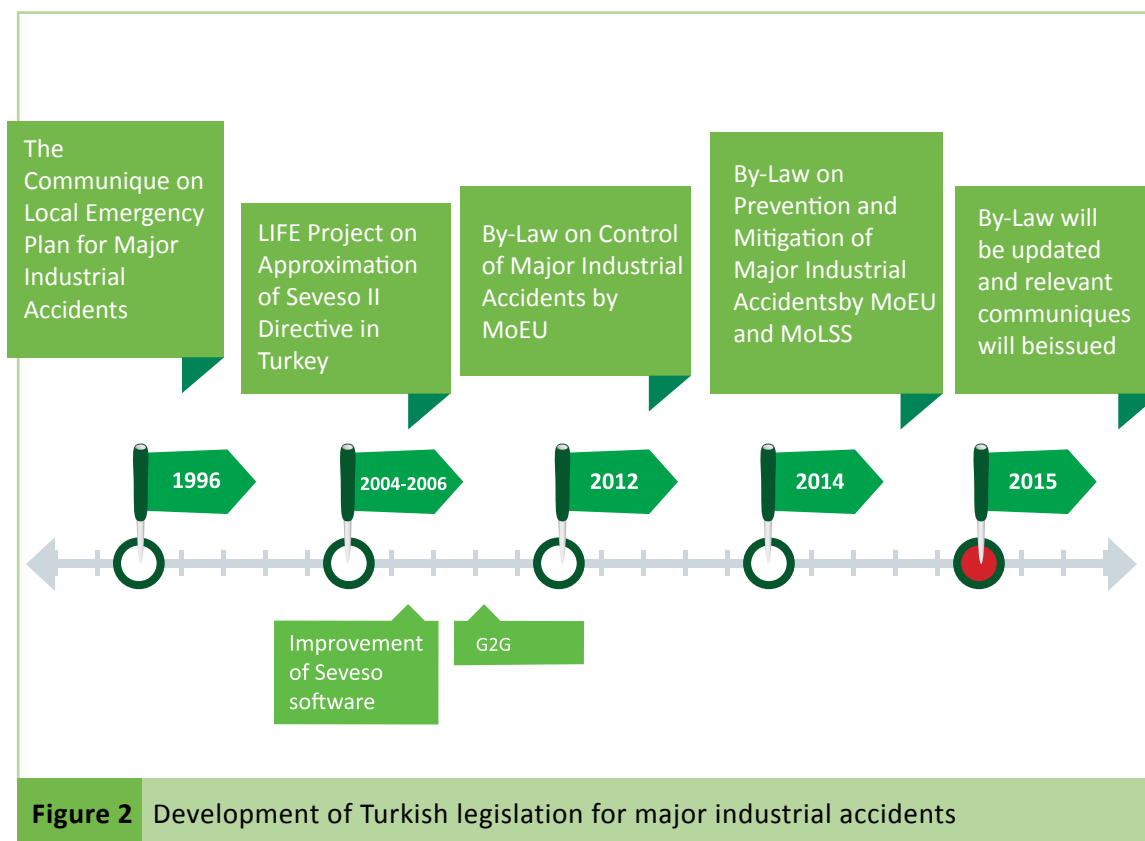 The
Communique on
Local Emergency
Plan for Major
Industrial
Accidents
LIFE Project on
Approximation
of Seveso II
Directive in
Turkey
By-Law on Control
of Major Industrial
Accidents by
MoEU
By-Law on
Prevention and
Mitigation of
Major Industrial
Accidentsby MoEU
and MoLSS
By-Law will
be updated
and relevant
communiques
will beissued
1996
2004-2006
2012
2014
2015
Improvement
of Seveso
software
G2G
Figure 2 Development of Turkish legislation for major industrial accidents